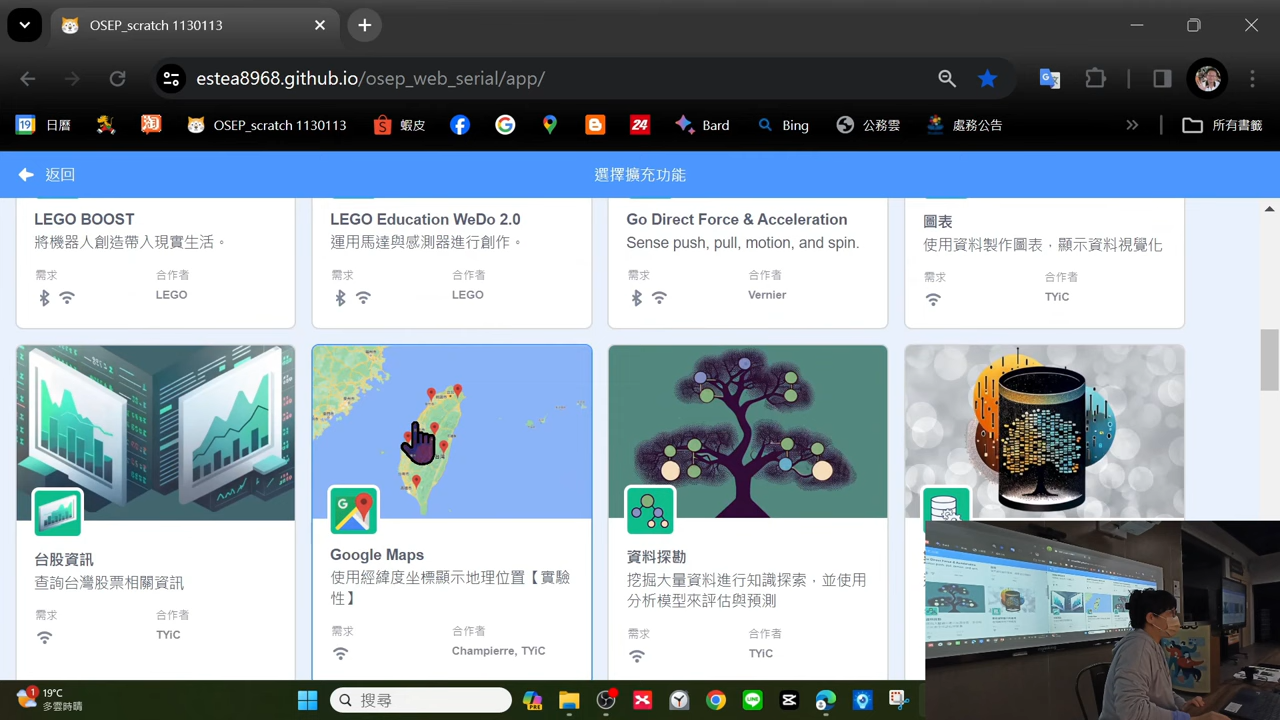 OSEP_scratch 1130113
estea8968.github.io/osep_web_serial/app/
19 日曆
淘
OSEP_scratch 1130113
蝦皮
24
Bard
Bing
公務雲
處務公告
所有書籤
返回
選擇擴充功能
LEGO BOOST
將機器人創造帶入現實生活。
需求
合作者
LEGO
LEGO Education WeDo 2.0
運用馬達與感測器進行創作。
需求
合作者
LEGO
Go Direct Force & Acceleration
Sense push, pull, motion, and spin.
需求
合作者
Vernier
圖表
使用資料製作圖表，顯示資料視覺化
需求
合作者
TYiC
台股資訊
查詢台灣股票相關資訊
需求
合作者
TYiC
Google Maps
使用經緯度坐標顯示地理位置【實驗
性】
需求
合作者
Champierre, TYiC
資料探勘
挖掘大量資料進行知識探索，並使用
分析模型來評估與預測
需求
合作者
TYiC
1
19°C
多雲時晴
搜尋
PRE